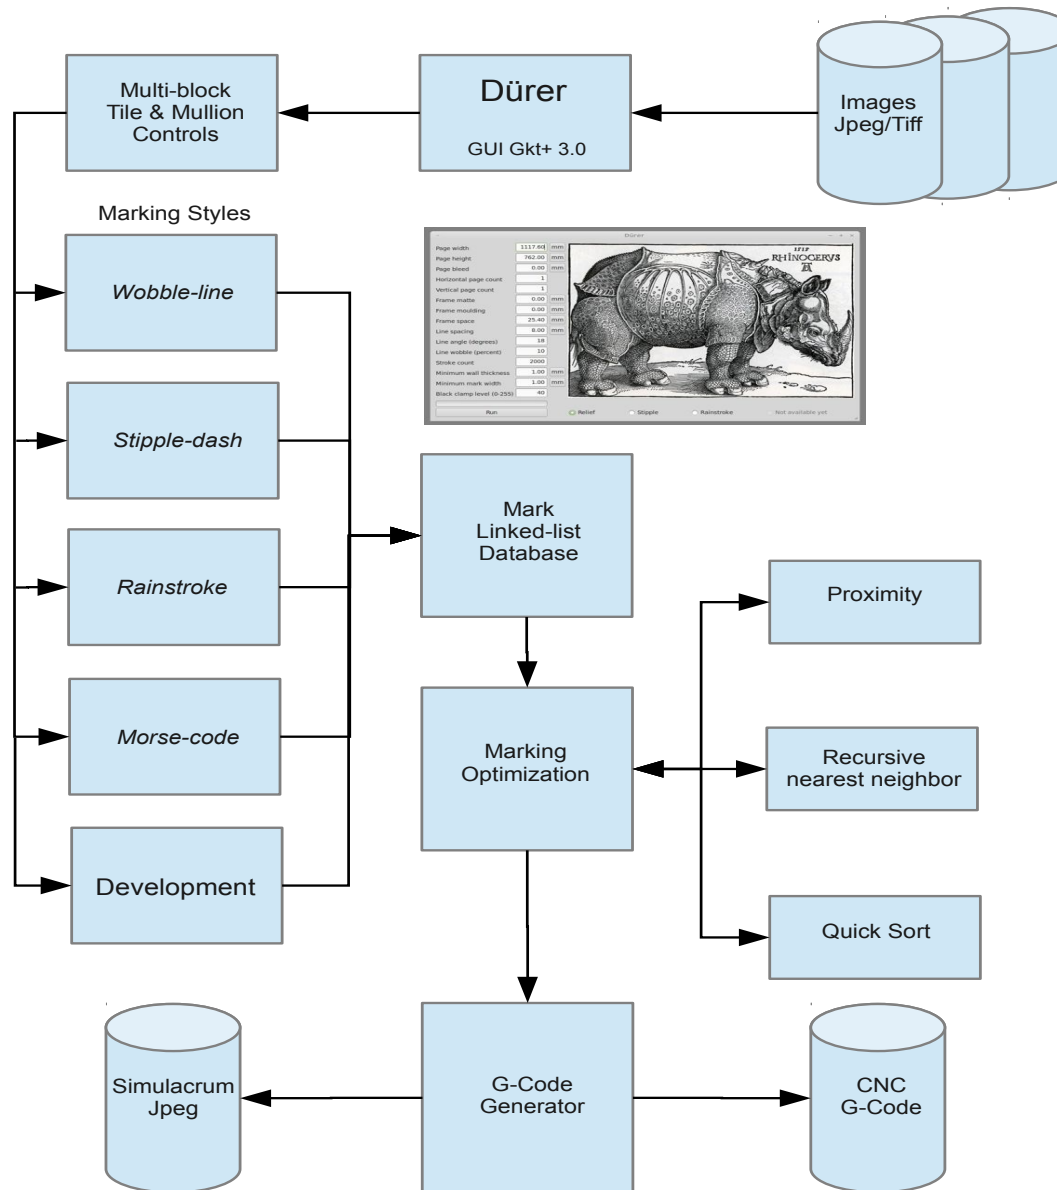 Multi-block
Tile & Mullion
Controls
Dürer
GUI Gkt+ 3.0
Images
Jpeg/Tiff
Marking Styles
Wobble-line
Stipple-dash
Rainstroke
Morse-code
Development
Dürer
Page width 1117.60 mm
Page height 762.00 mm
Page bleed 0.00 mm
Horizontal page count 1
Vertical page count 1
Frame matte 0.00 mm
Frame moulding 0.00 mm
Frame space 25.40 mm
Line spacing 8.00 mm
Line angle (degrees) 18
Line wobble (percent) 10
Stroke count 2000
Minimum wall thickness 1.00 mm
Minimum mark width 1.00 mm
Black clamp level (0-255) 40
Run
Relief Stipple Rainstroke Not available yet
1515
RHINOCERVS
Mark
Linked-list
Database
Marking
Optimization
Proximity
Recursive
nearest neighbor
Quick Sort
Simulacrum
Jpeg
G-Code
Generator
CNC
G-Code